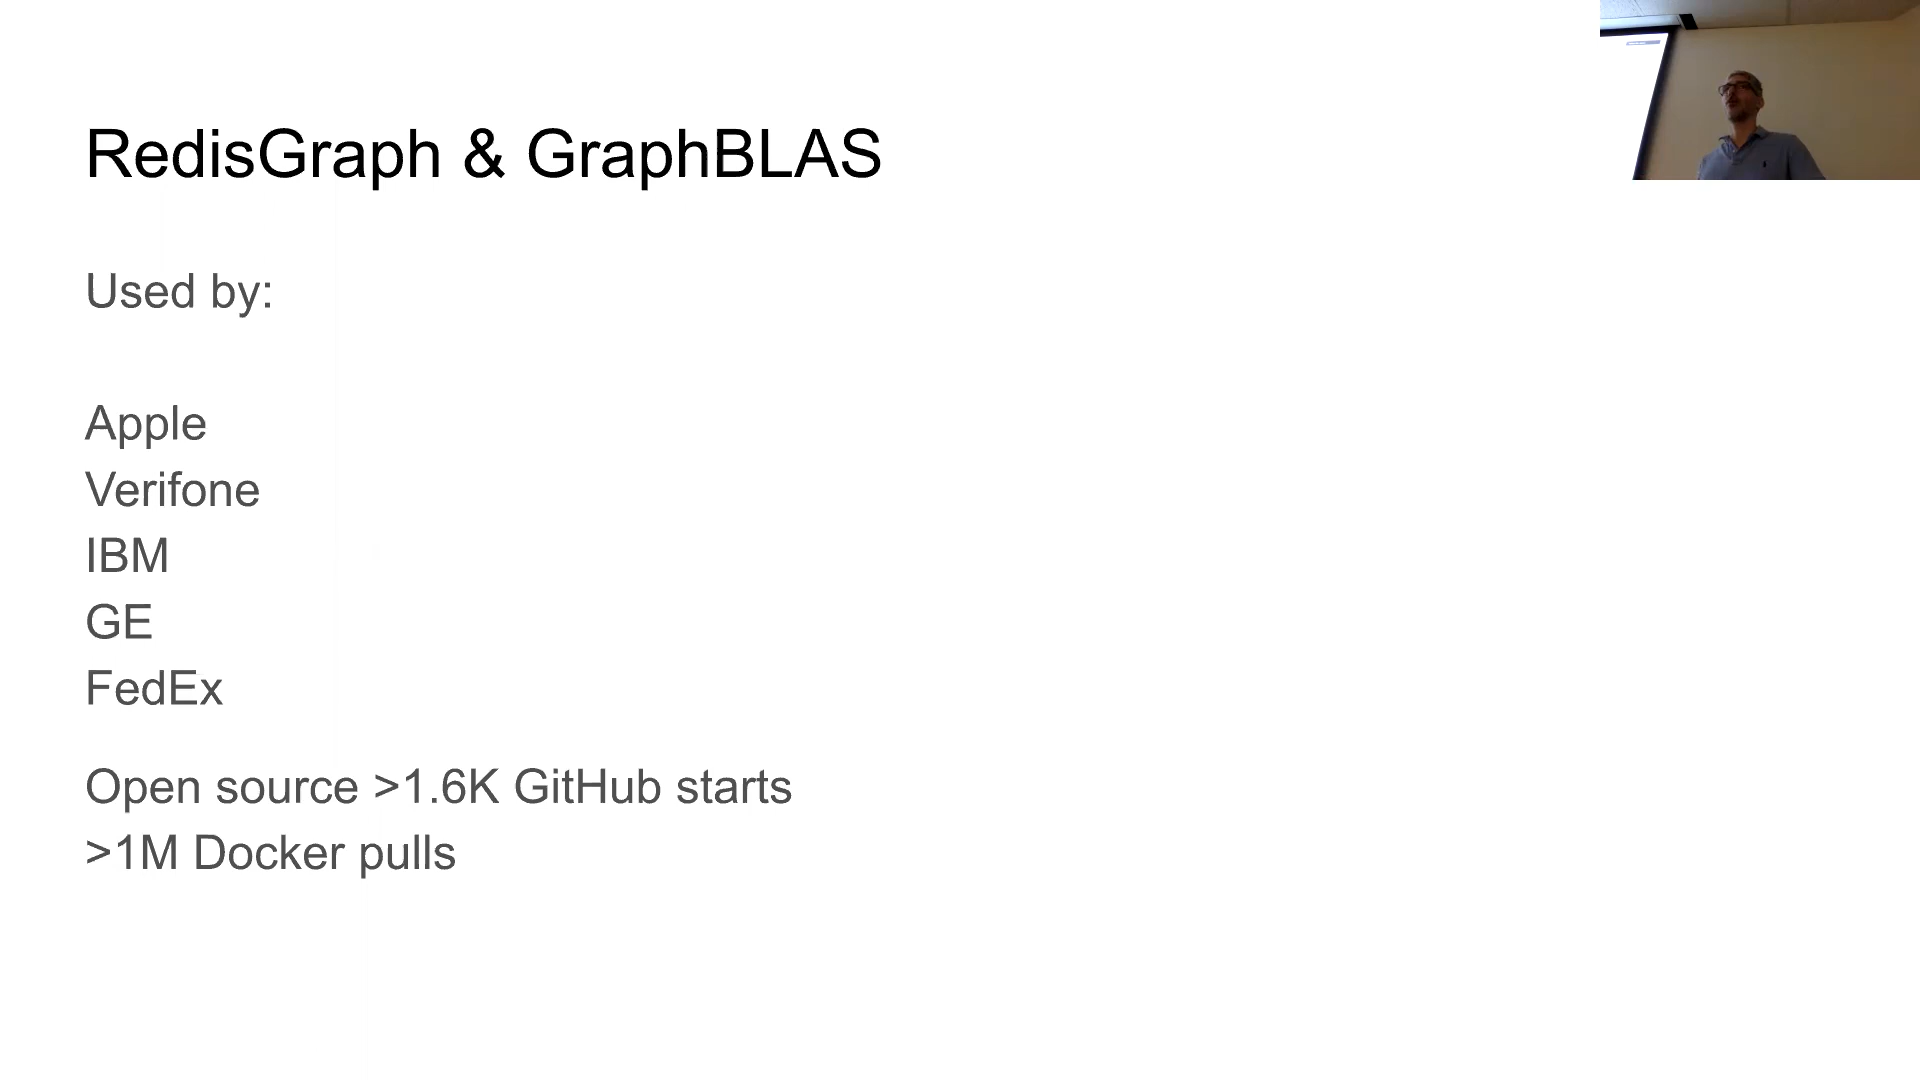 RedisGraph & GraphBLAS
Used by:
Apple
Verifone
IBM
GE
FedEx
Open source >1.6K GitHub starts
>1M Docker pulls